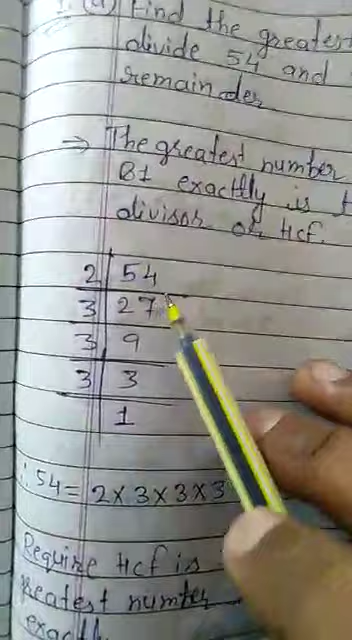 (a) Find the greatest
divide 54 and
remainder
⇒ The greatest number
81 exactly is
divisor or Hcf.
2 | 54
3 | 27
3 | 9
3 | 3
1
∴ 54 = 2 × 3 × 3 × 3
Require Hcf is
greatest number
exactly